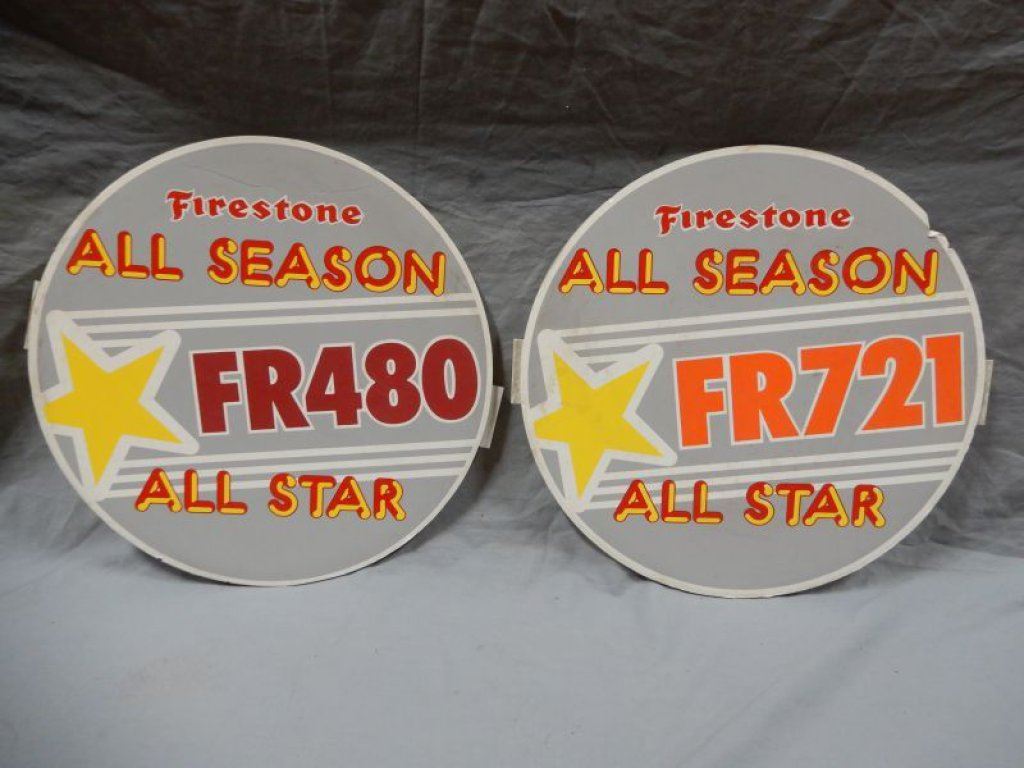 Firestone
ALL SEASON
FR480
ALL STAR
Firestone
ALL SEASON
FR721
ALL STAR